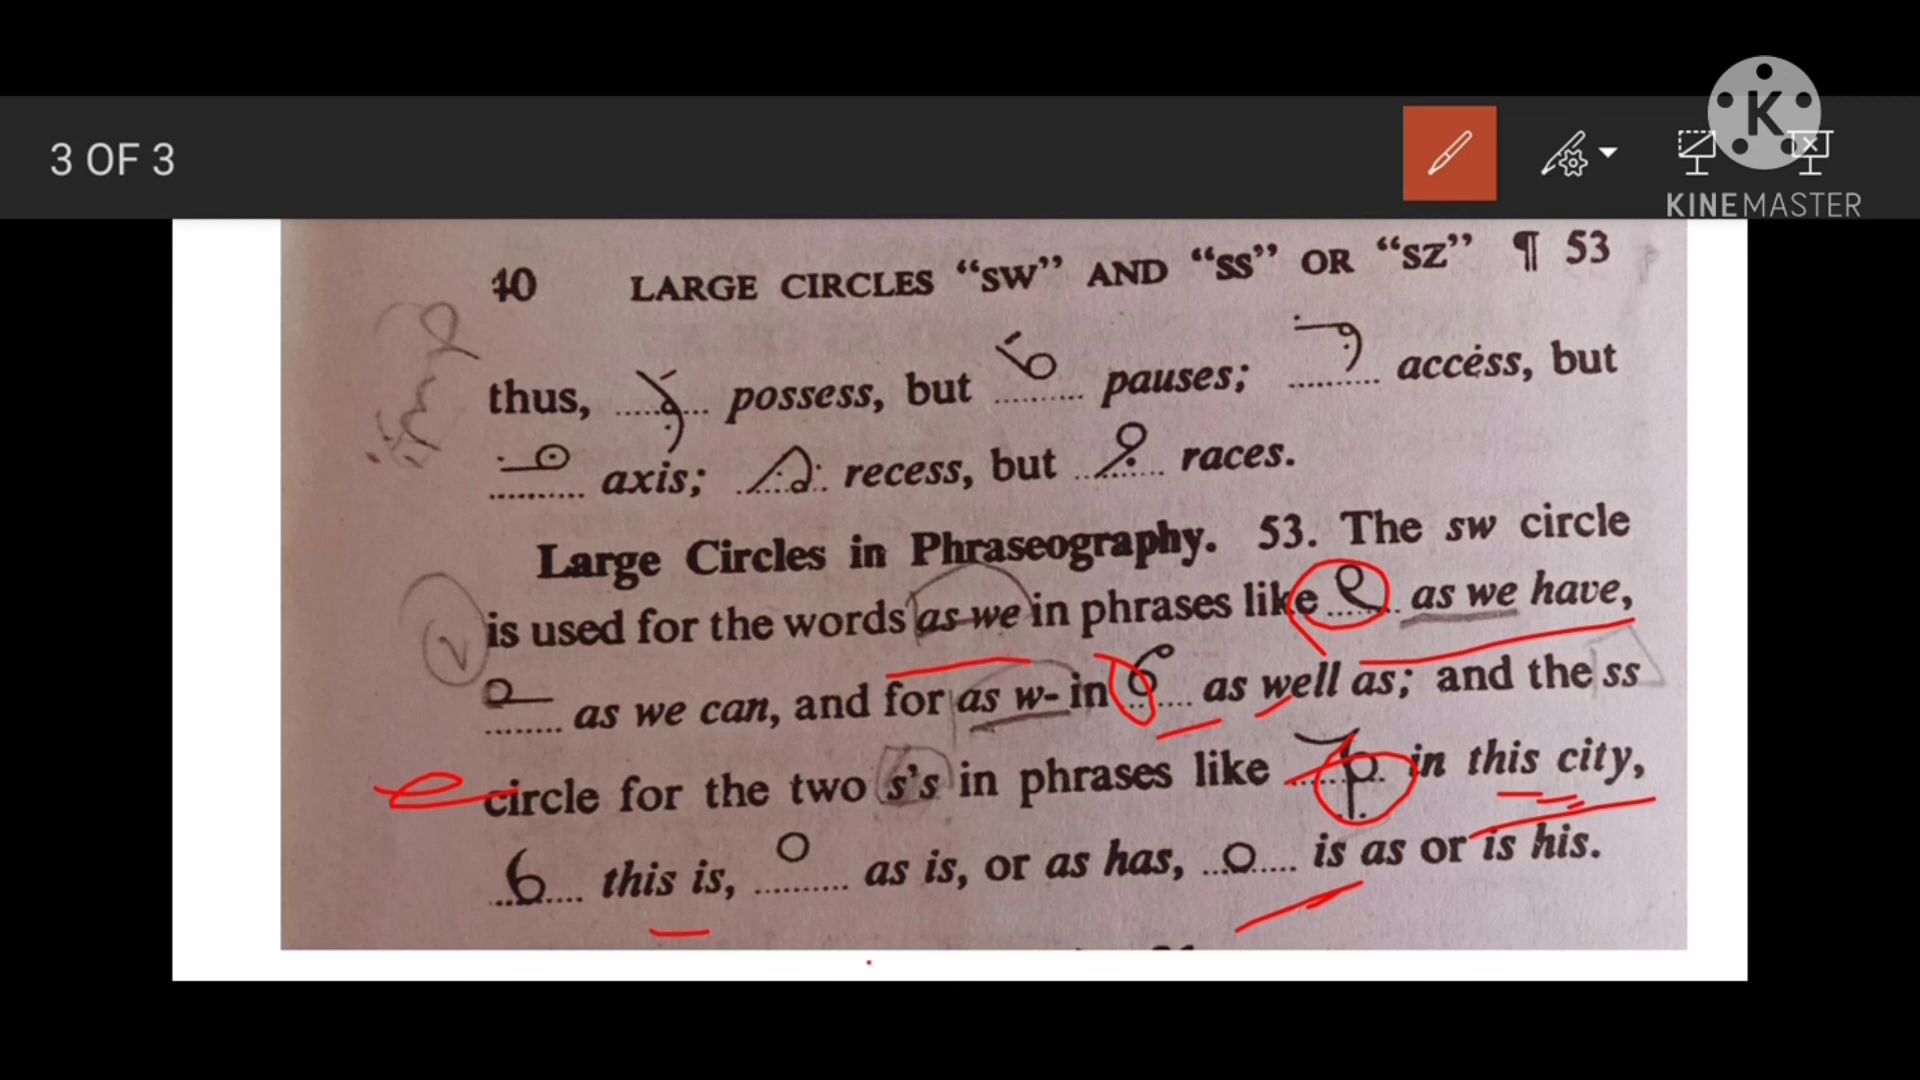 3 OF 3
K
KINEMASTER
40 LARGE CIRCLES “SW” AND “SS” OR “SZ” ¶ 53
thus, possess, but pauses; access, but
axis; recess, but races.
Large Circles in Phraseography. 53. The sw circle
is used for the words as we in phrases like as we have,
2
as we can, and for as w- in as well as; and the ss
circle for the two s's in phrases like in this city,
this is, as is, or as has, is as or is his.